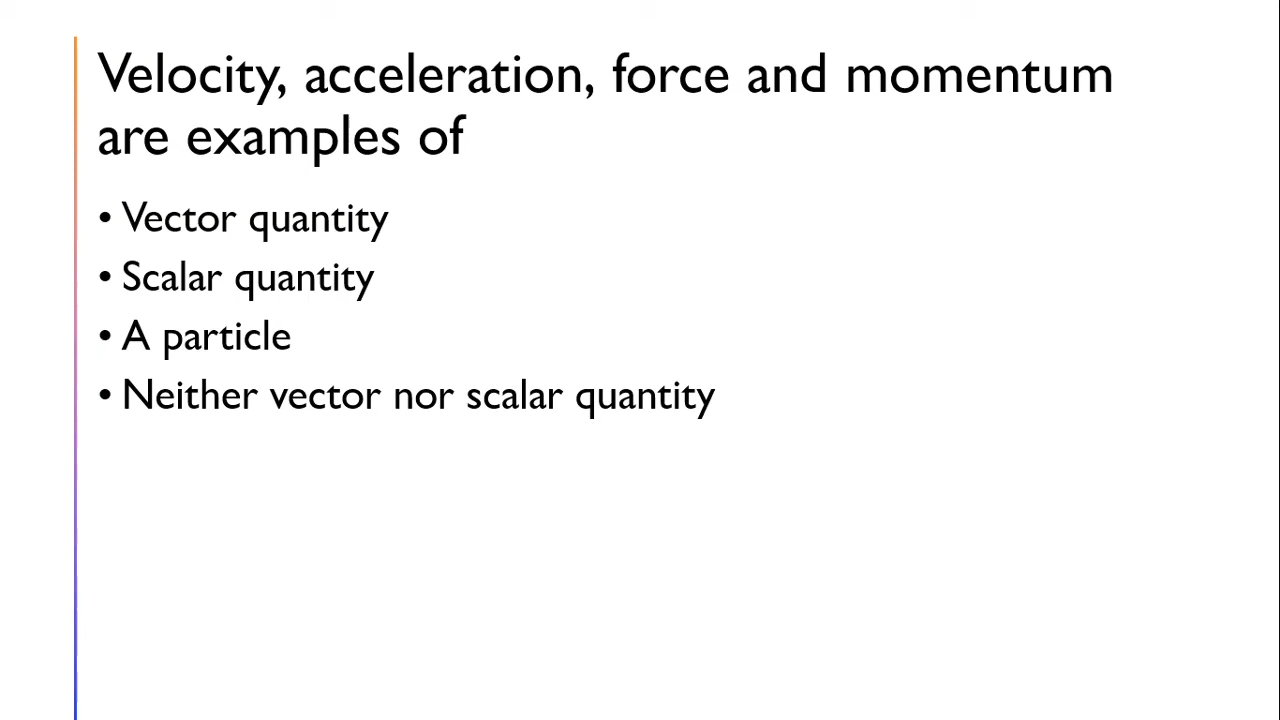 Velocity, acceleration, force and momentum
are examples of
• Vector quantity
• Scalar quantity
• A particle
• Neither vector nor scalar quantity